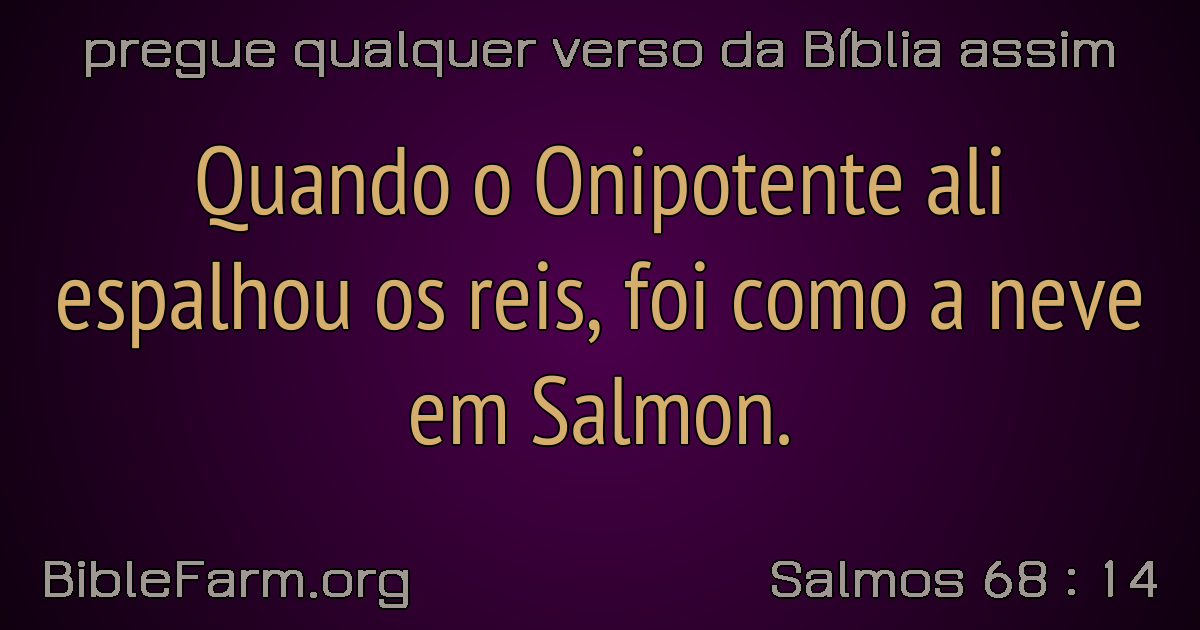 pregue qualquer verso da Bíblia assim
Quando o Onipotente ali
espalhou os reis, foi como a neve
em Salmon.
BibleFarm.org
Salmos 68 : 14